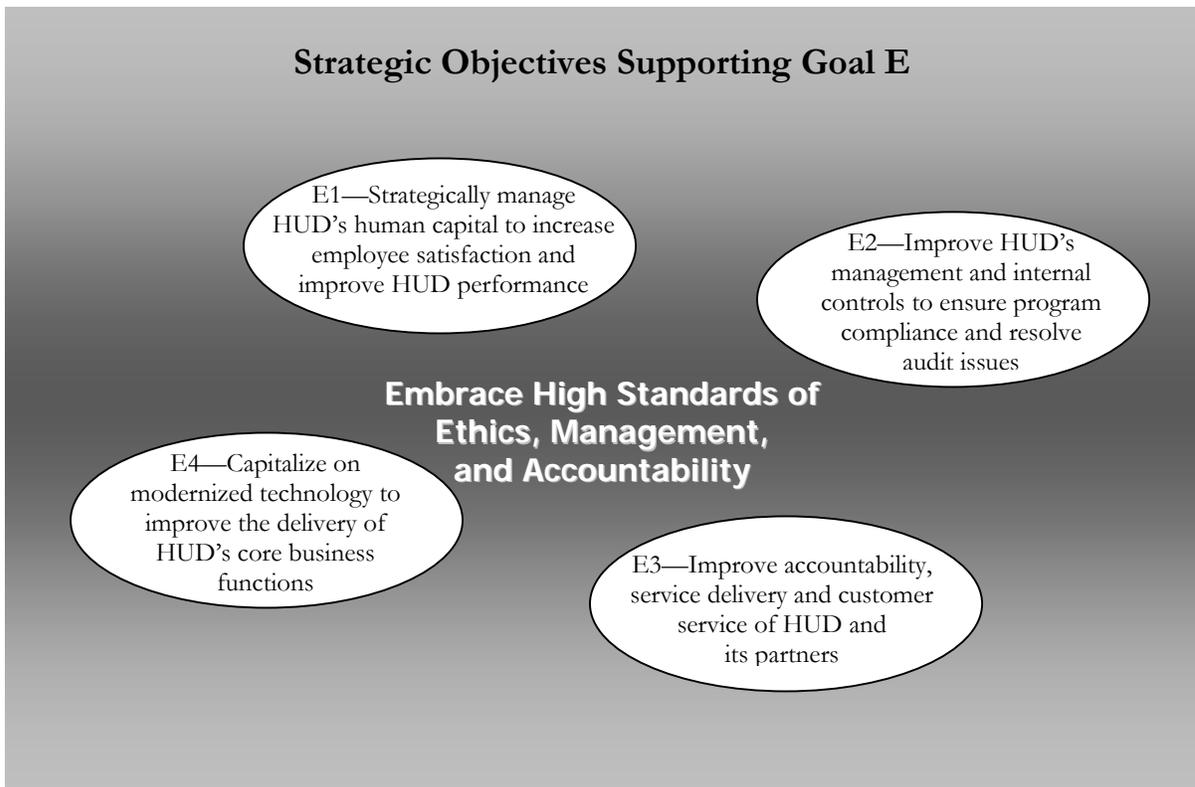 Strategic Objectives Supporting Goal E
E1—Strategically manage
HUD’s human capital to increase
employee satisfaction and
improve HUD performance
E2—Improve HUD’s
management and internal
controls to ensure program
compliance and resolve
audit issues
Embrace High Standards of
Ethics, Management,
and Accountability
E4—Capitalize on
modernized technology to
improve the delivery of
HUD’s core business
functions
E3—Improve accountability,
service delivery and customer
service of HUD and
its partners